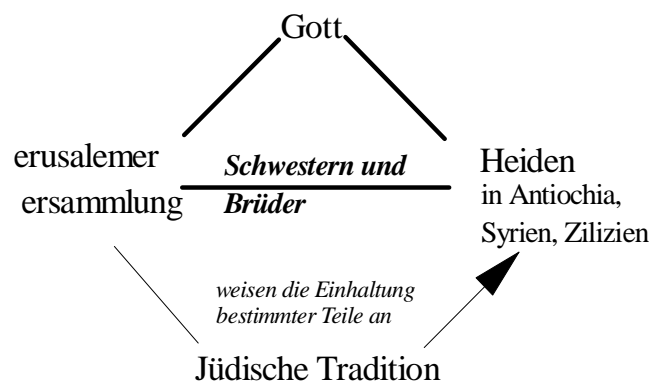 Gott
erusalemer
ersammlung
Schwestern und
Brüder
Heiden
in Antiochia,
Syrien, Zilizien
weisen die Einhaltung
bestimmter Teile an
Jüdische Tradition